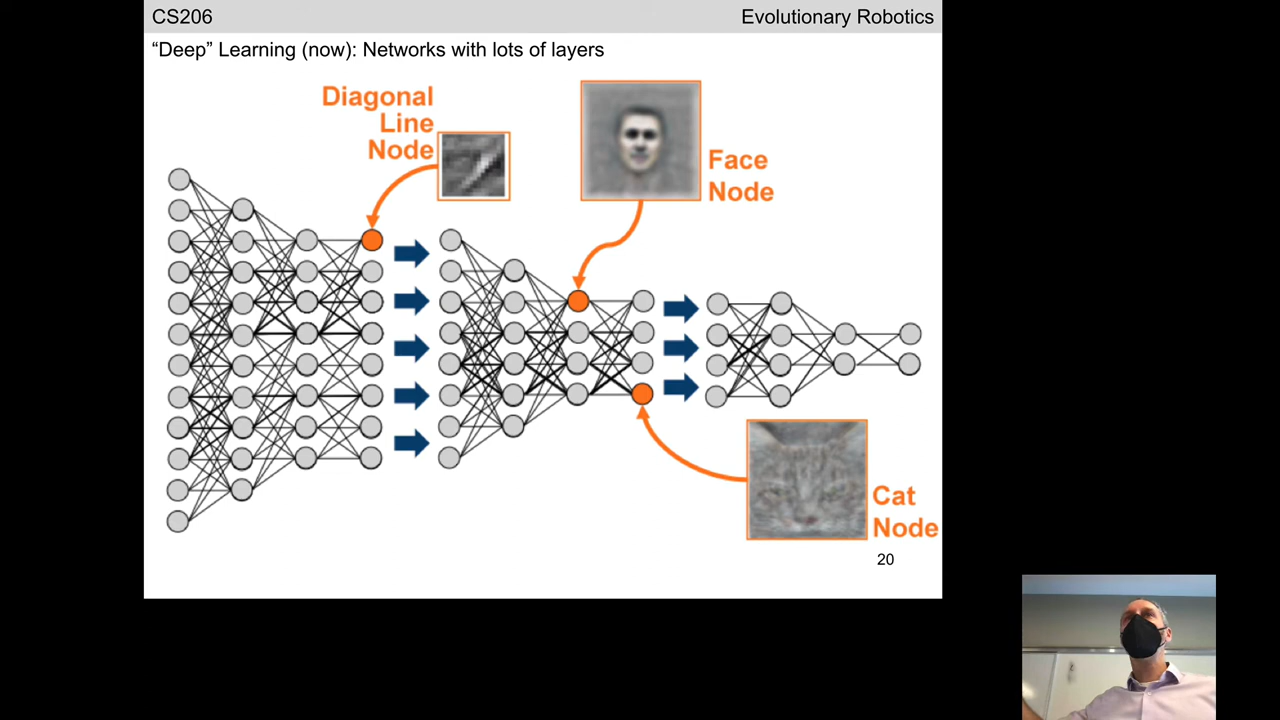 CS206
Evolutionary Robotics
“Deep” Learning (now): Networks with lots of layers
Diagonal
Line
Node
Face
Node
Cat
Node
20